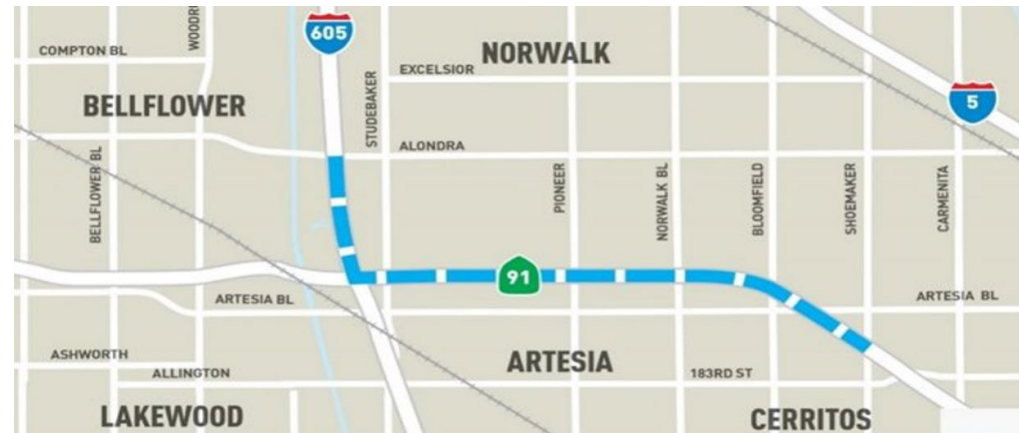 WOODRU
605
NORWALK
COMPTON BL
EXCELSIOR
5
BELLFLOWER
STUDEBAKER
ALONDRA
BELLFLOWER BL
PIONEER
NORWALK BL
BLOOMFIELD
SHOEMAKER
CARMENITA
91
ARTESIA BL
ARTESIA BL
ASHWORTH
ARTESIA
ALLINGTON
183RD ST
LAKEWOOD
CERRITOS